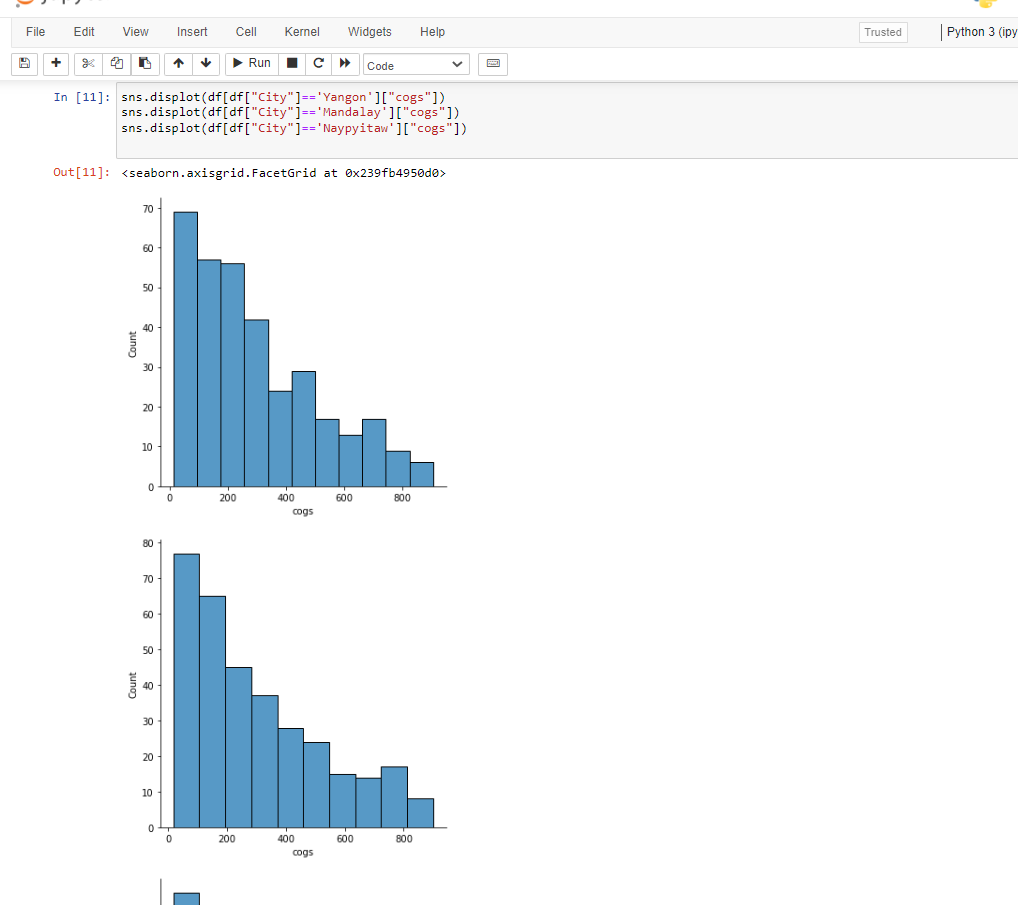 File Edit View Insert Cell Kernel Widgets Help Trusted Python 3 (ipy
Run Code
In [11]: sns.displot(df[df["City"]=='Yangon']["cogs"])
sns.displot(df[df["City"]=='Mandalay']["cogs"])
sns.displot(df[df["City"]=='Naypyitaw']["cogs"])
Out[11]: <seaborn.axisgrid.FacetGrid at 0x239fb4950d0>
70
60
50
40
30
20
10
0
Count
0 200 400 600 800
cogs
80
70
60
50
40
30
20
10
0
Count
0 200 400 600 800
cogs